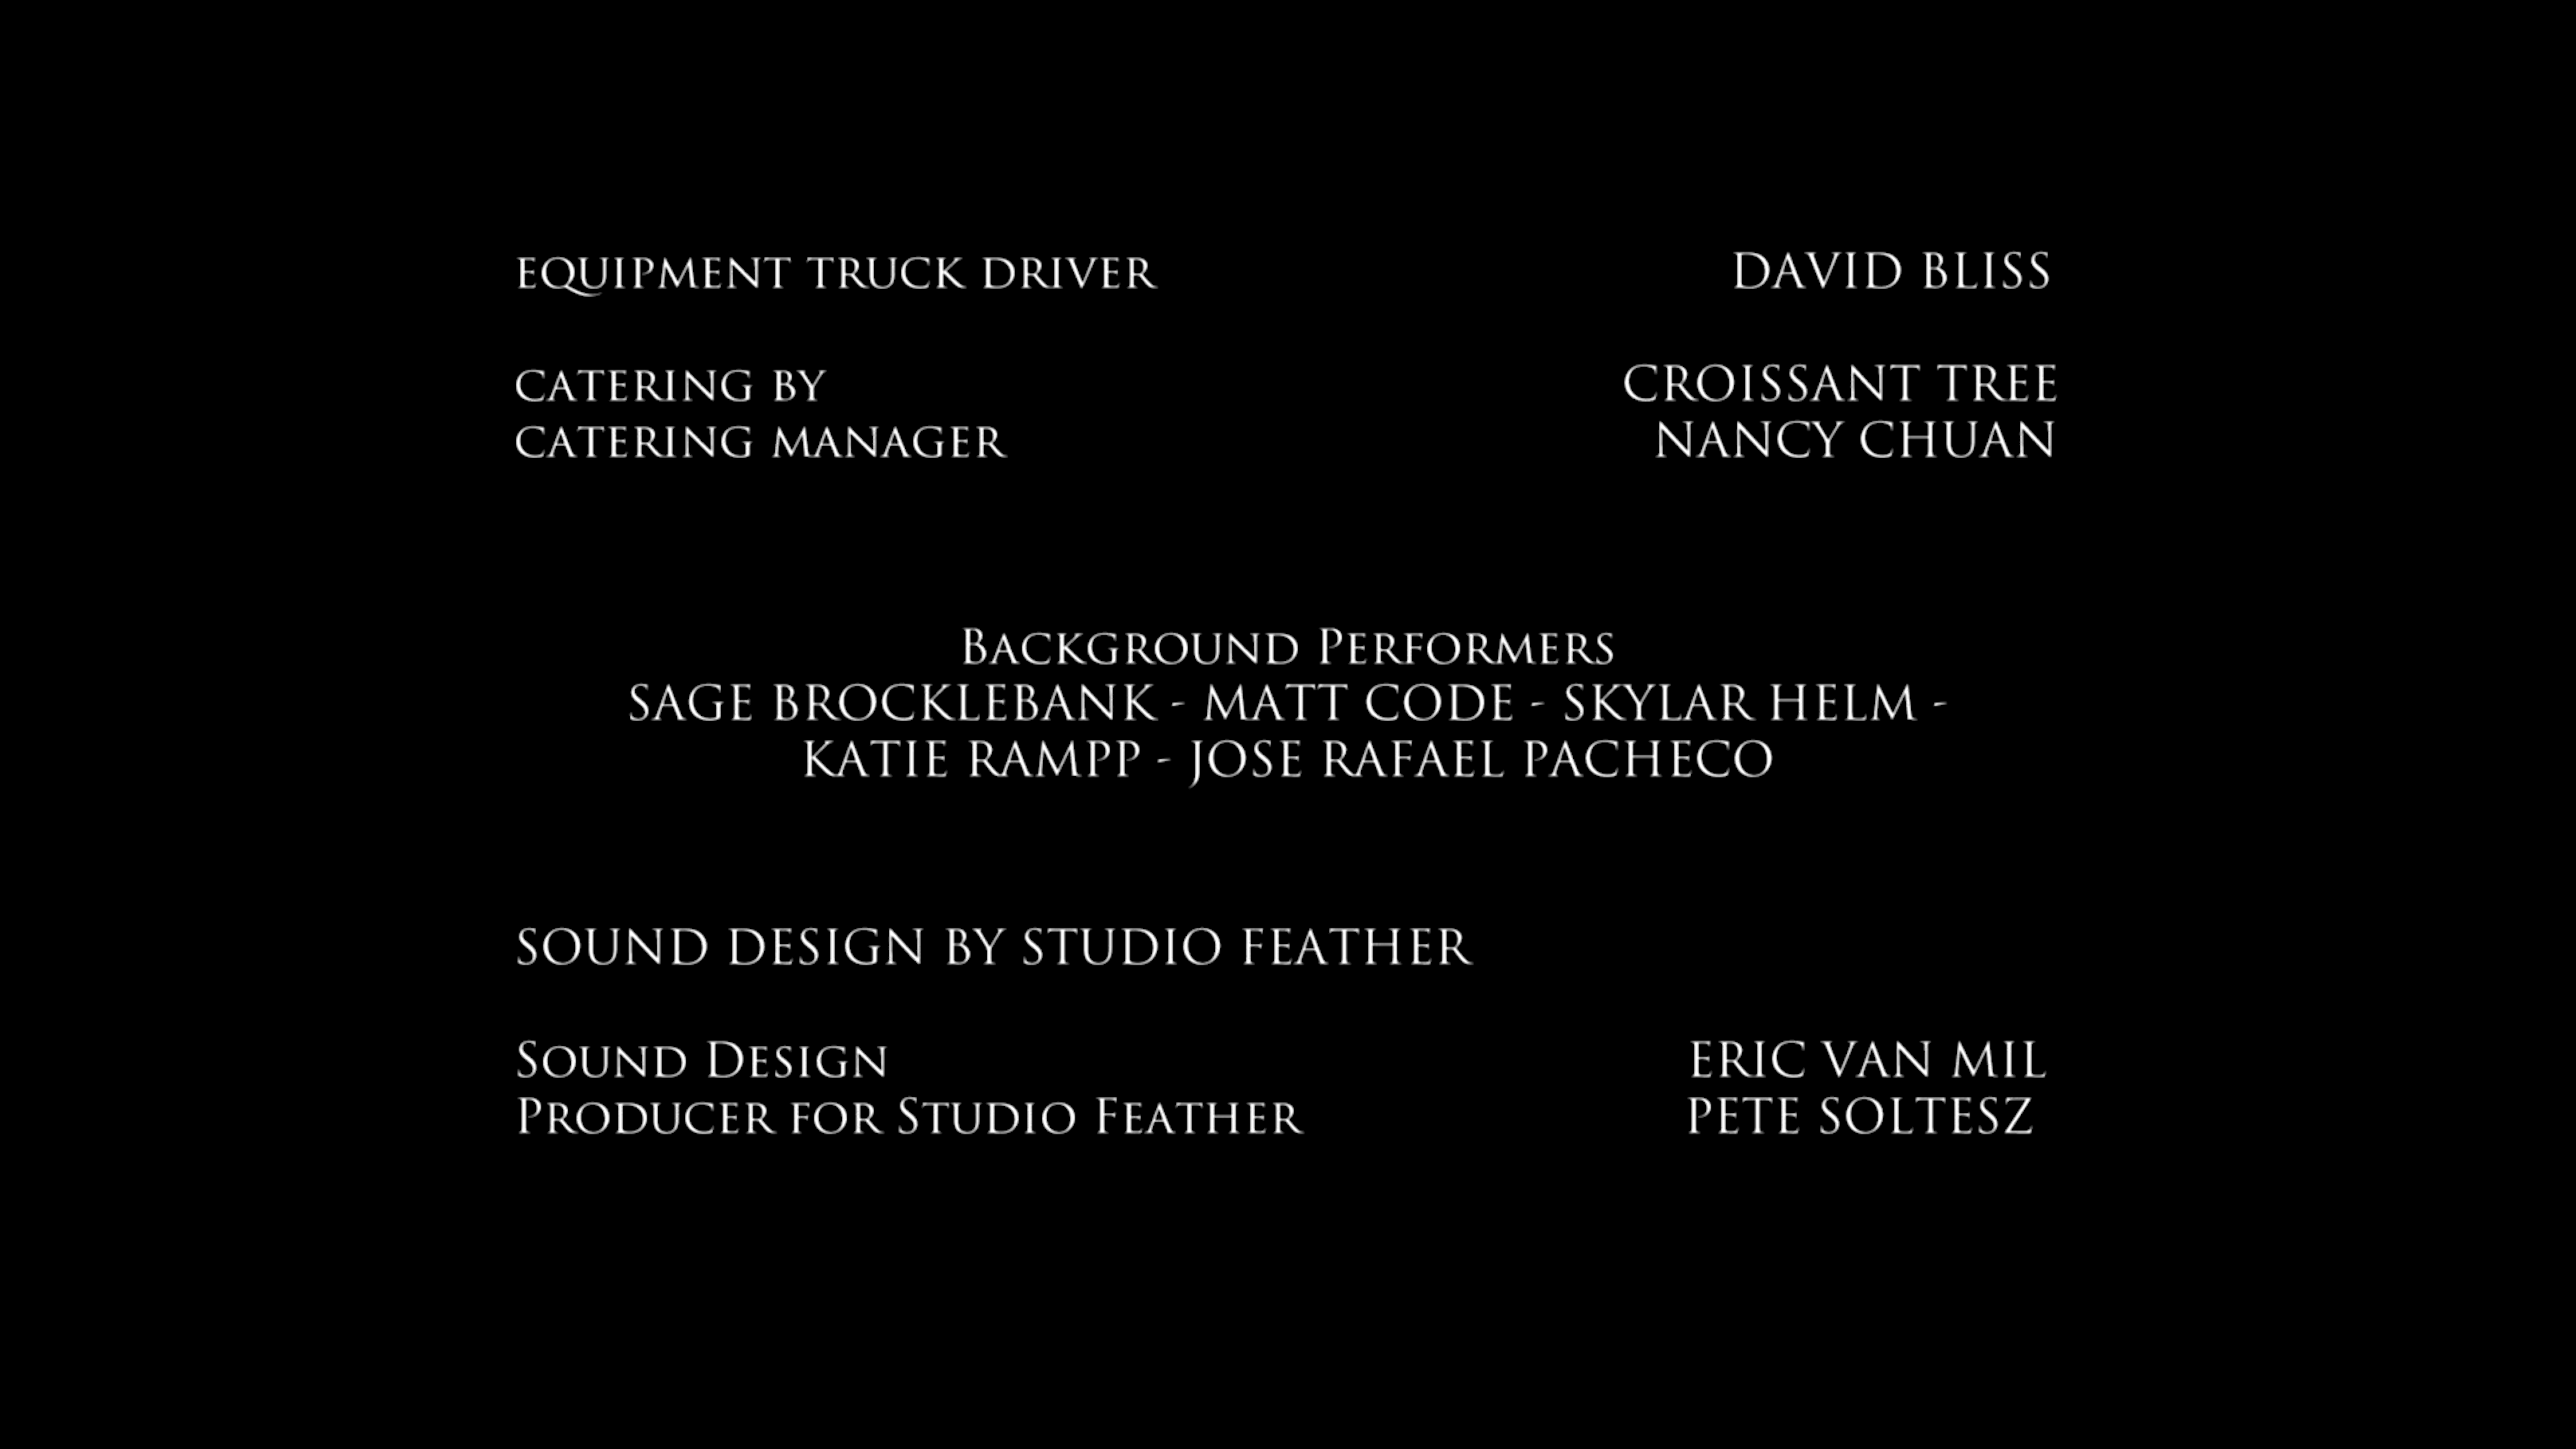 EQUIPMENT TRUCK DRIVER DAVID BLISS
CATERING BY CROISSANT TREE
CATERING MANAGER NANCY CHUAN
BACKGROUND PERFORMERS
SAGE BROCKLEBANK - MATT CODE - SKYLAR HELM -
KATIE RAMPP - JOSE RAFAEL PACHECO
SOUND DESIGN BY STUDIO FEATHER
SOUND DESIGN ERIC VAN MIL
PRODUCER FOR STUDIO FEATHER PETE SOLTESZ